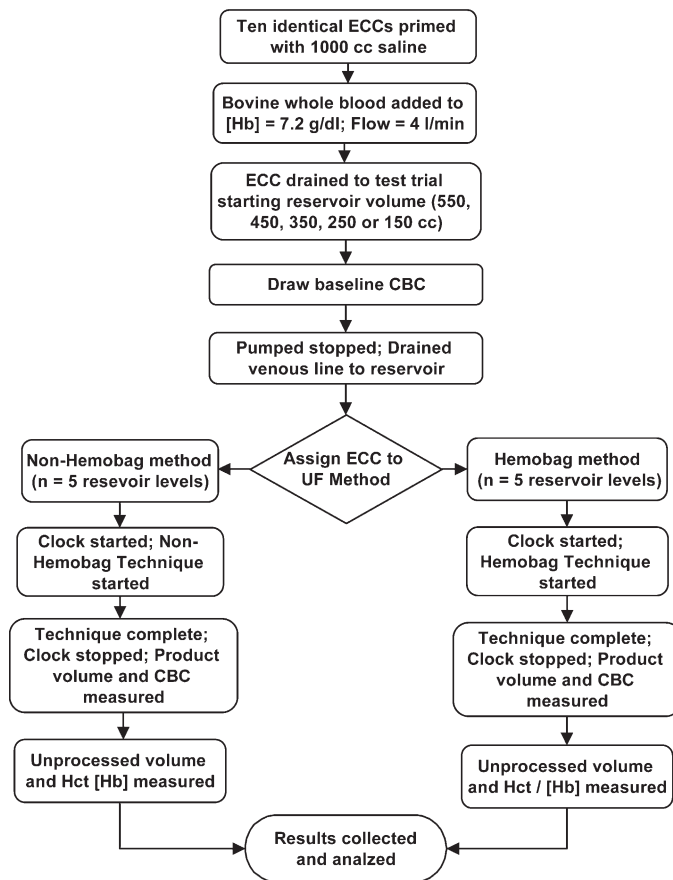 Ten identical ECCs primed
with 1000 cc saline
Bovine whole blood added to
[Hb] = 7.2 g/dl; Flow = 4 l/min
ECC drained to test trial
starting reservoir volume (550,
450, 350, 250 or 150 cc)
Draw baseline CBC
Pumped stopped; Drained
venous line to reservoir
Assign ECC to
UF Method
Non-Hemobag method
(n = 5 resevoir levels)
Clock started; Non-
Hemobag Technique
started
Technique complete;
Clock stopped; Product
volume and CBC
measured
Unprocessed volume
and Hct [Hb] measured
Hemobag method
(n = 5 reservoir levels)
Clock started;
Hemobag Technique
started
Technique complete;
Clock stopped; Product
volume and CBC
measured
Unprocessed volume
and Hct / [Hb] measured
Results collected
and analzed